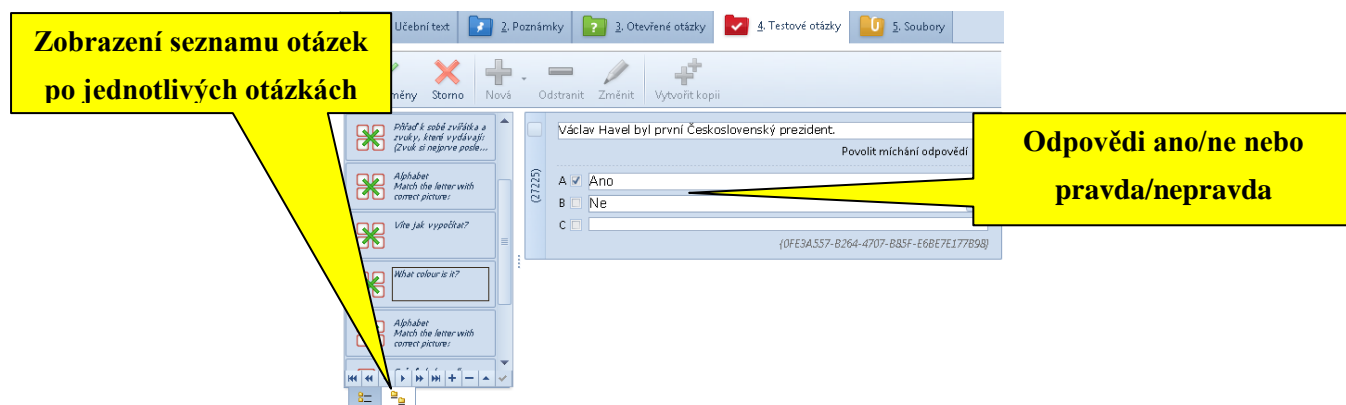 Zobrazení seznamu otázek
po jednotlivých otázkách
Učební text
2. Poznámky
3. Otevřené otázky
4. Testové otázky
5. Soubory
Storno
Nová
Odstranit
Změnit
Vytvořit kopii
Přiřaď k sobě zvířátka a
zvuky, které vydávají:
(Zvuk si nejprve posle...
Alphabet
Match the letter with
correct picture:
Víte jak vypočítat?
What colour is it?
Alphabet
Match the letter with
correct picture:
(27225)
Václav Havel byl první Československý prezident.
Povolit míchání odpovědí
A Ano
B Ne
C
{0FE3A557-B264-4707-B85F-E6BE7E177B98}
Odpovědi ano/ne nebo
pravda/nepravda